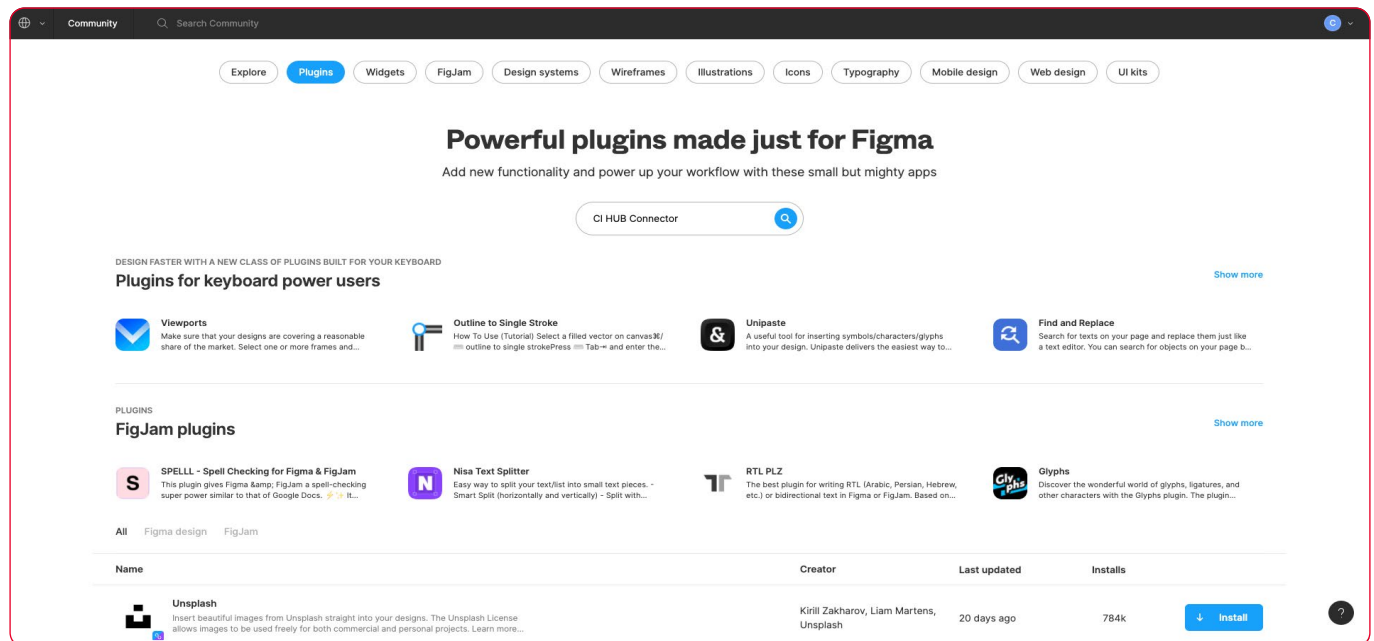 Community
Search Community
C
Explore
Plugins
Widgets
FigJam
Design systems
Wireframes
Illustrations
Icons
Typography
Mobile design
Web design
UI kits
Powerful plugins made just for Figma
Add new functionality and power up your workflow with these small but mighty apps
CI HUB Connector
DESIGN FASTER WITH A NEW CLASS OF PLUGINS BUILT FOR YOUR KEYBOARD
Plugins for keyboard power users
Show more
Viewports
Make sure that your designs are covering a reasonable
share of the market. Select one or more frames and...
Outline to Single Stroke
How To Use (Tutorial) Select a filled vector on canvas⌘/
⌨️ outline to single strokePress ⌨️ Tab⇥ and enter the...
&
Unipaste
A useful tool for inserting symbols/characters/glyphs
into your design. Unipaste delivers the easiest way to...
Find and Replace
Search for texts on your page and replace them just like
a text editor. You can search for objects on your page b...
PLUGINS
FigJam plugins
Show more
S
SPELLL - Spell Checking for Figma & FigJam
This plugin gives Figma &amp; FigJam a spell-checking
super power similar to that of Google Docs. ⚡✨ It...
N
Nisa Text Splitter
Easy way to split your text/list into small text pieces. -
Smart Split (horizontally and vertically) - Split with...
RTL PLZ
The best plugin for writing RTL (Arabic, Persian, Hebrew,
etc.) or bidirectional text in Figma or FigJam. Based on...
Glyphs
Glyphs
Discover the wonderful world of glyphs, ligatures, and
other characters with the Glyphs plugin. The plugin...
All
Figma design
FigJam
Name
Creator
Last updated
Installs
Unsplash
Insert beautiful images from Unsplash straight into your designs. The Unsplash License
allows images to be used freely for both commercial and personal projects. Learn more...
Kirill Zakharov, Liam Martens,
Unsplash
20 days ago
784k
↓ Install
?